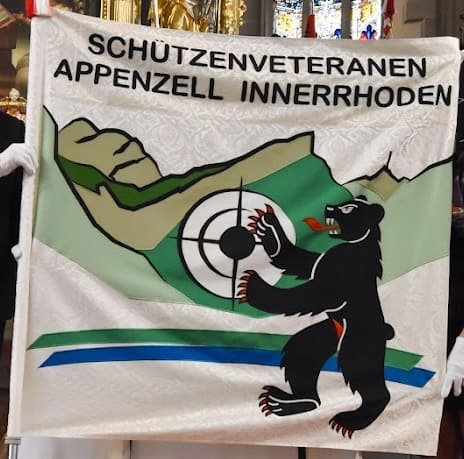 SCHÜTZENVETERANEN
APPENZELL INNERRHODEN